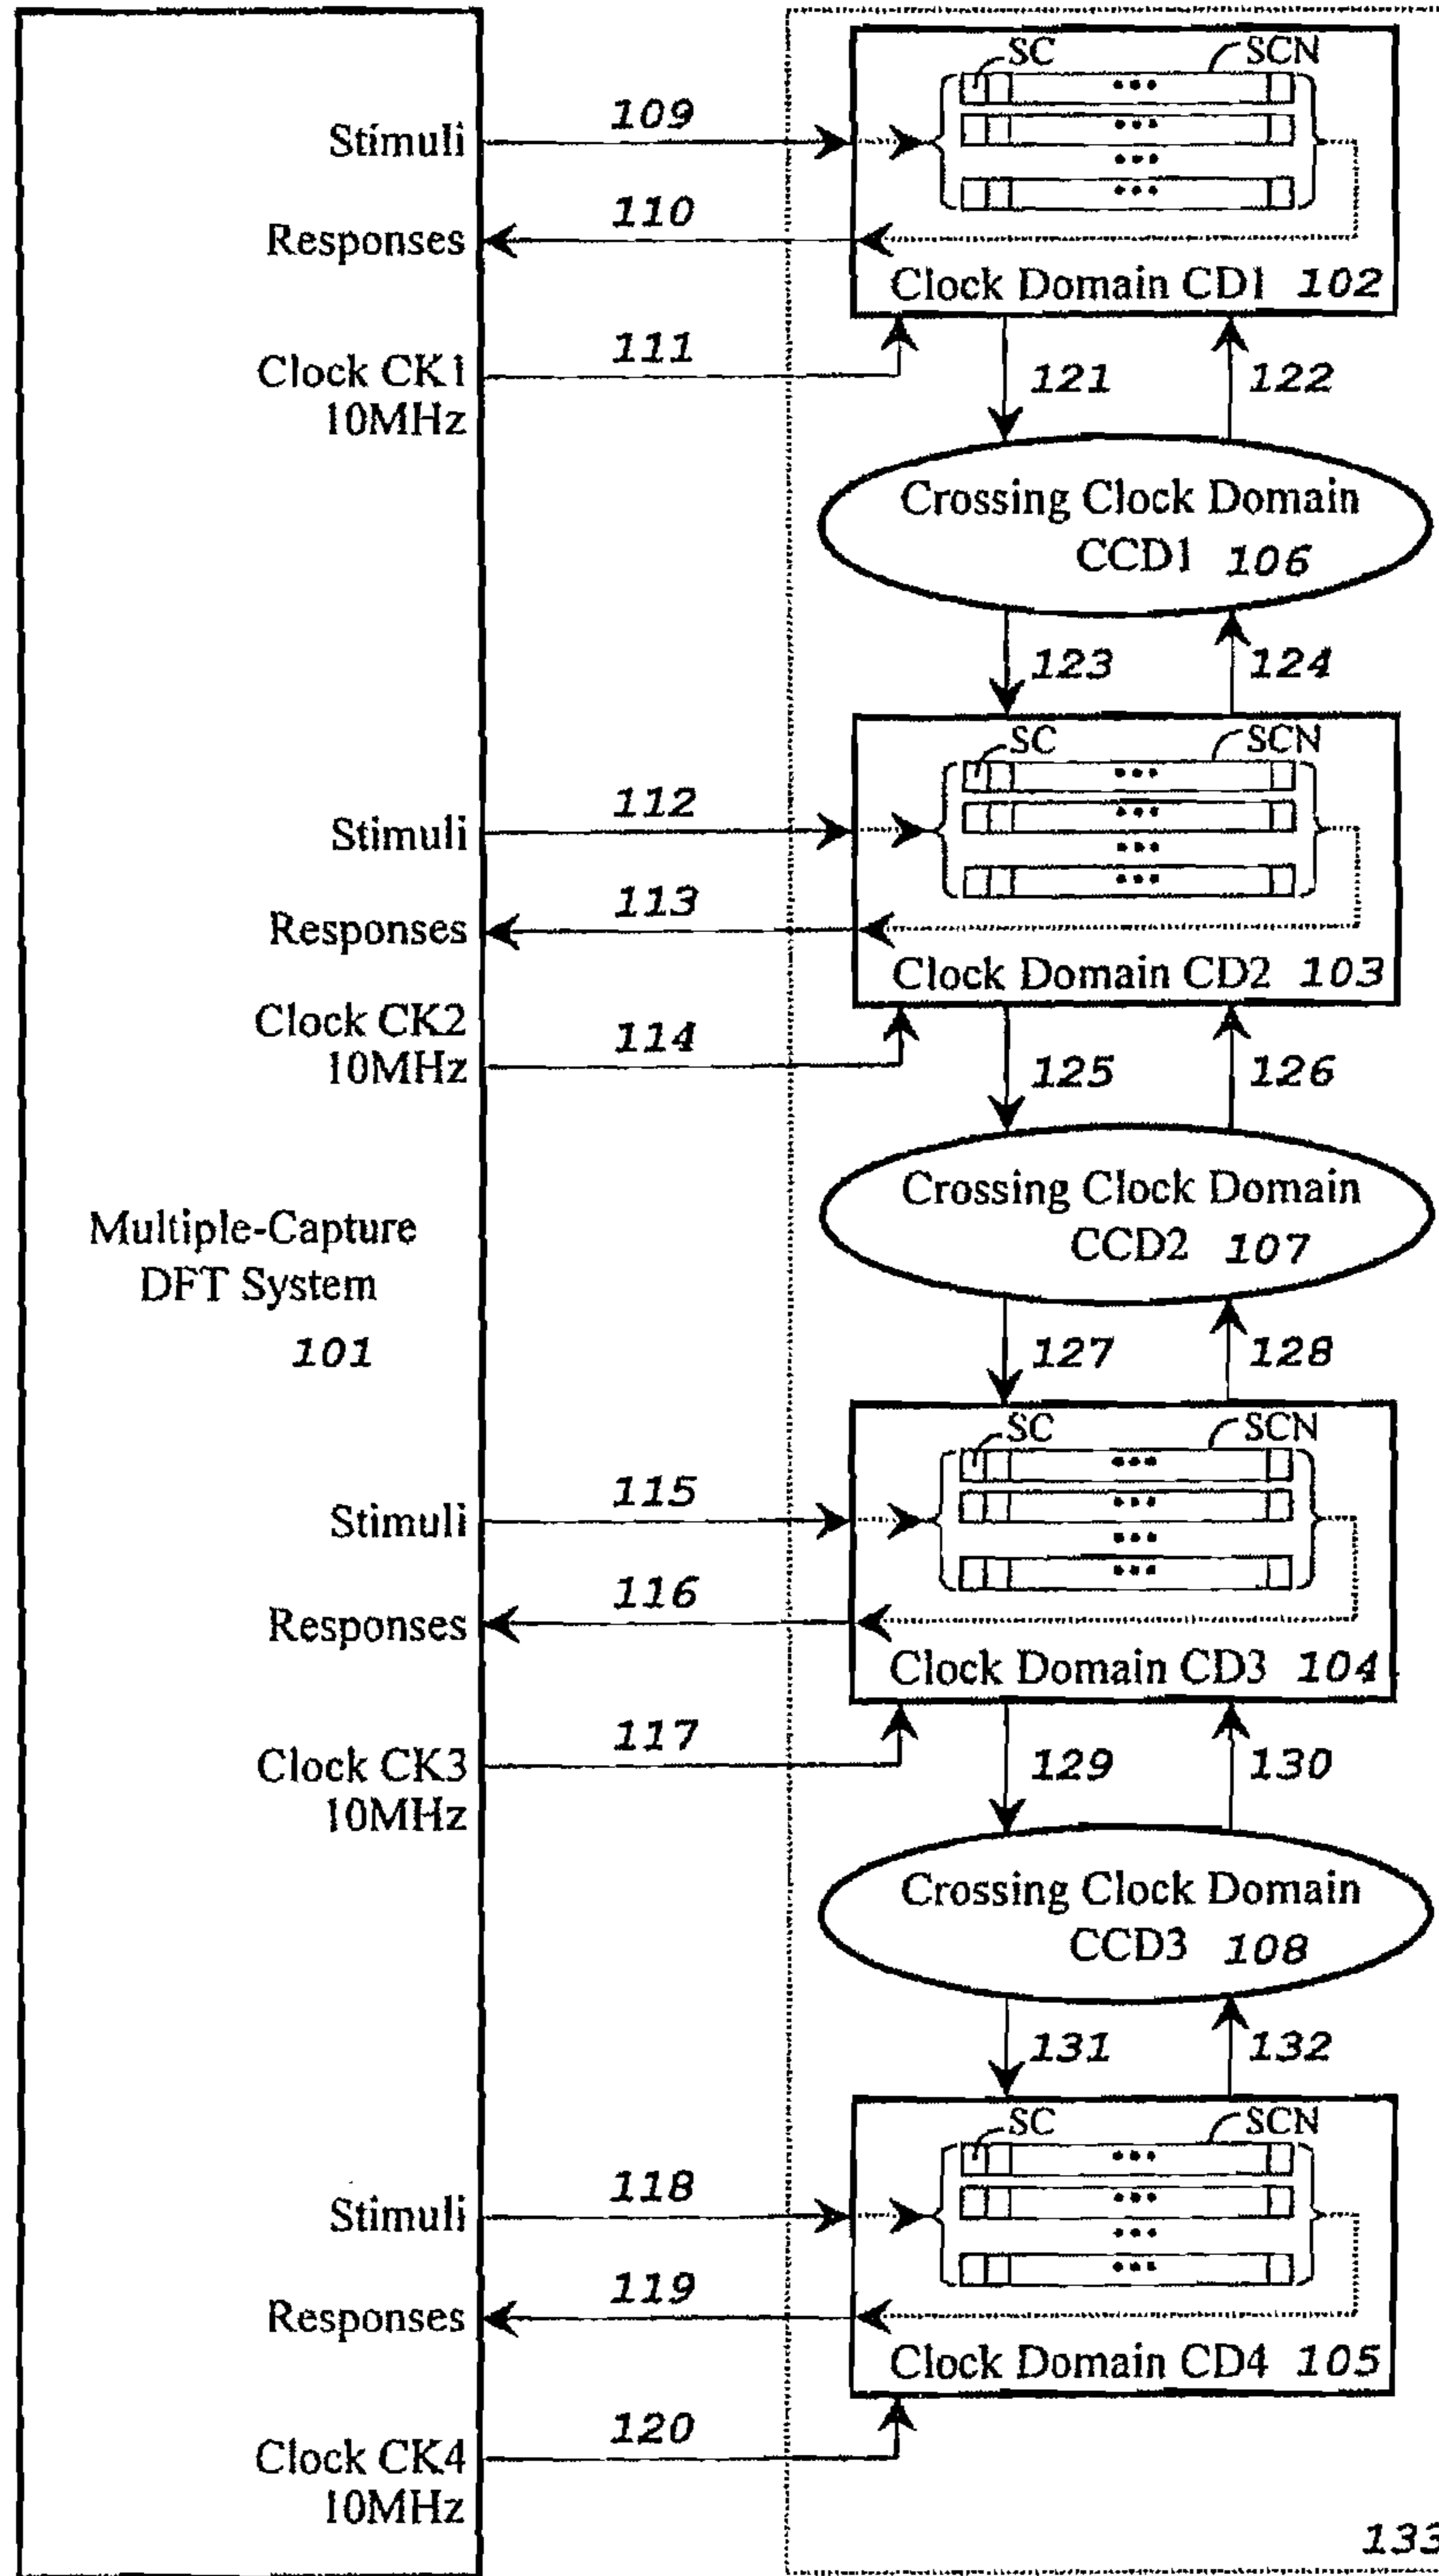 SC SCN
109
Stimuli
110
Responses
Clock Domain CD1 102
111
Clock CK1
10MHz
121 122
Crossing Clock Domain
CCD1 106
123 124
SC SCN
112
Stimuli
113
Responses
Clock Domain CD2 103
Clock CK2
114
10MHz
125 126
Crossing Clock Domain
CCD2 107
Multiple-Capture
DFT System
101
127 128
SC SCN
115
Stimuli
116
Responses
Clock Domain CD3 104
117
Clock CK3
10MHz
129 130
Crossing Clock Domain
CCD3 108
131 132
SC SCN
118
Stimuli
119
Responses
Clock Domain CD4 105
120
Clock CK4
10MHz
133